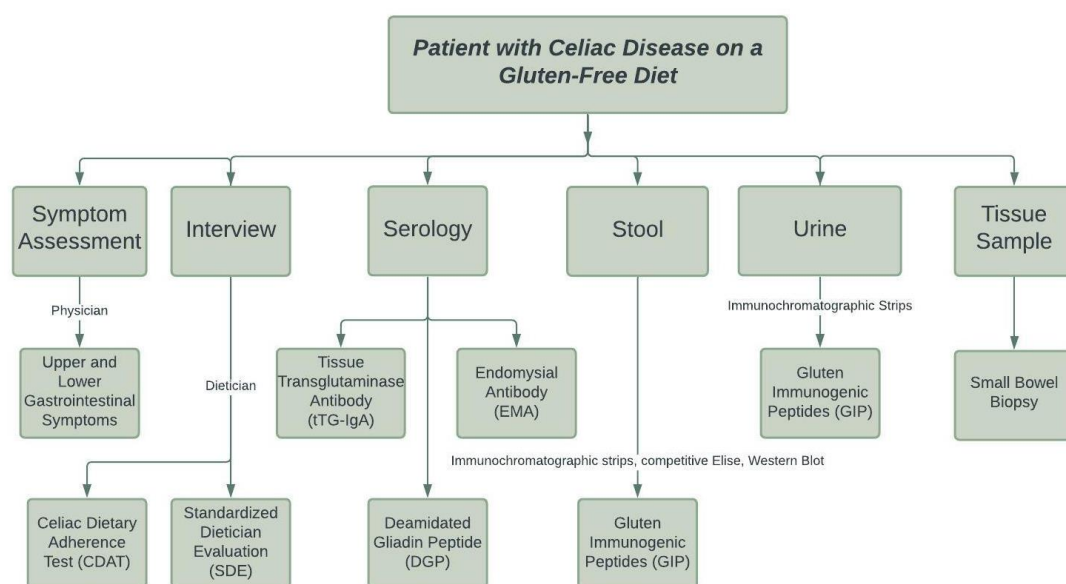 Patient with Celiac Disease on a
Gluten-Free Diet
Symptom
Assessment
Interview
Serology
Stool
Urine
Tissue
Sample
Physician
Immunochromatographic Strips
Upper and
Lower
Gastrointestinal
Symptoms
Dietician
Tissue
Transglutaminase
Antibody
(tTG-IgA)
Endomysial
Antibody
(EMA)
Gluten
Immunogenic
Peptides (GIP)
Small Bowel
Biopsy
Immunochromatographic strips, competitive Elise, Western Blot
Celiac Dietary
Adherence
Test (CDAT)
Standardized
Dietician
Evaluation
(SDE)
Deamidated
Gliadin Peptide
(DGP)
Gluten
Immunogenic
Peptides (GIP)